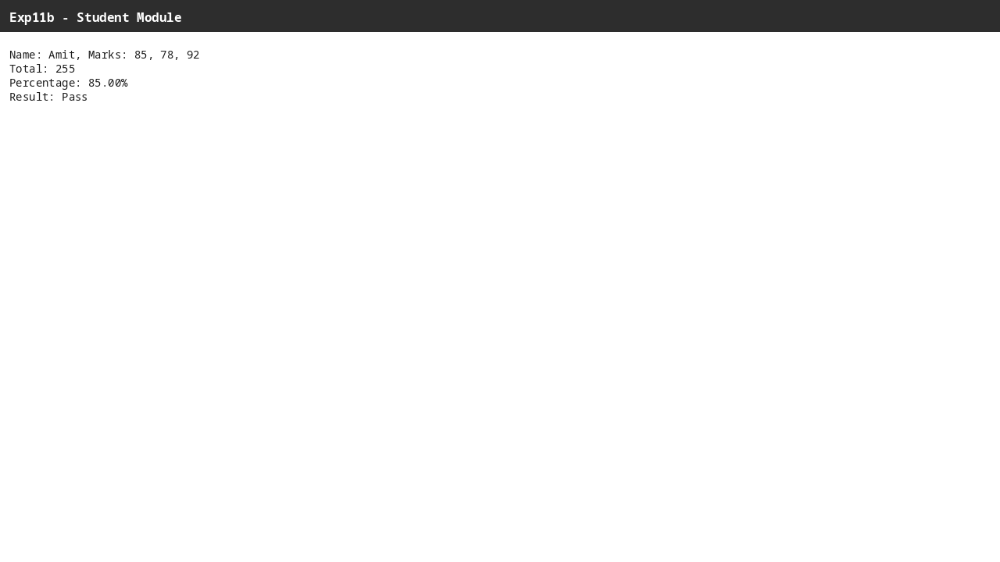 Exp11b - Student Module
Name: Amit, Marks: 85, 78, 92
Total: 255
Percentage: 85.00%
Result: Pass